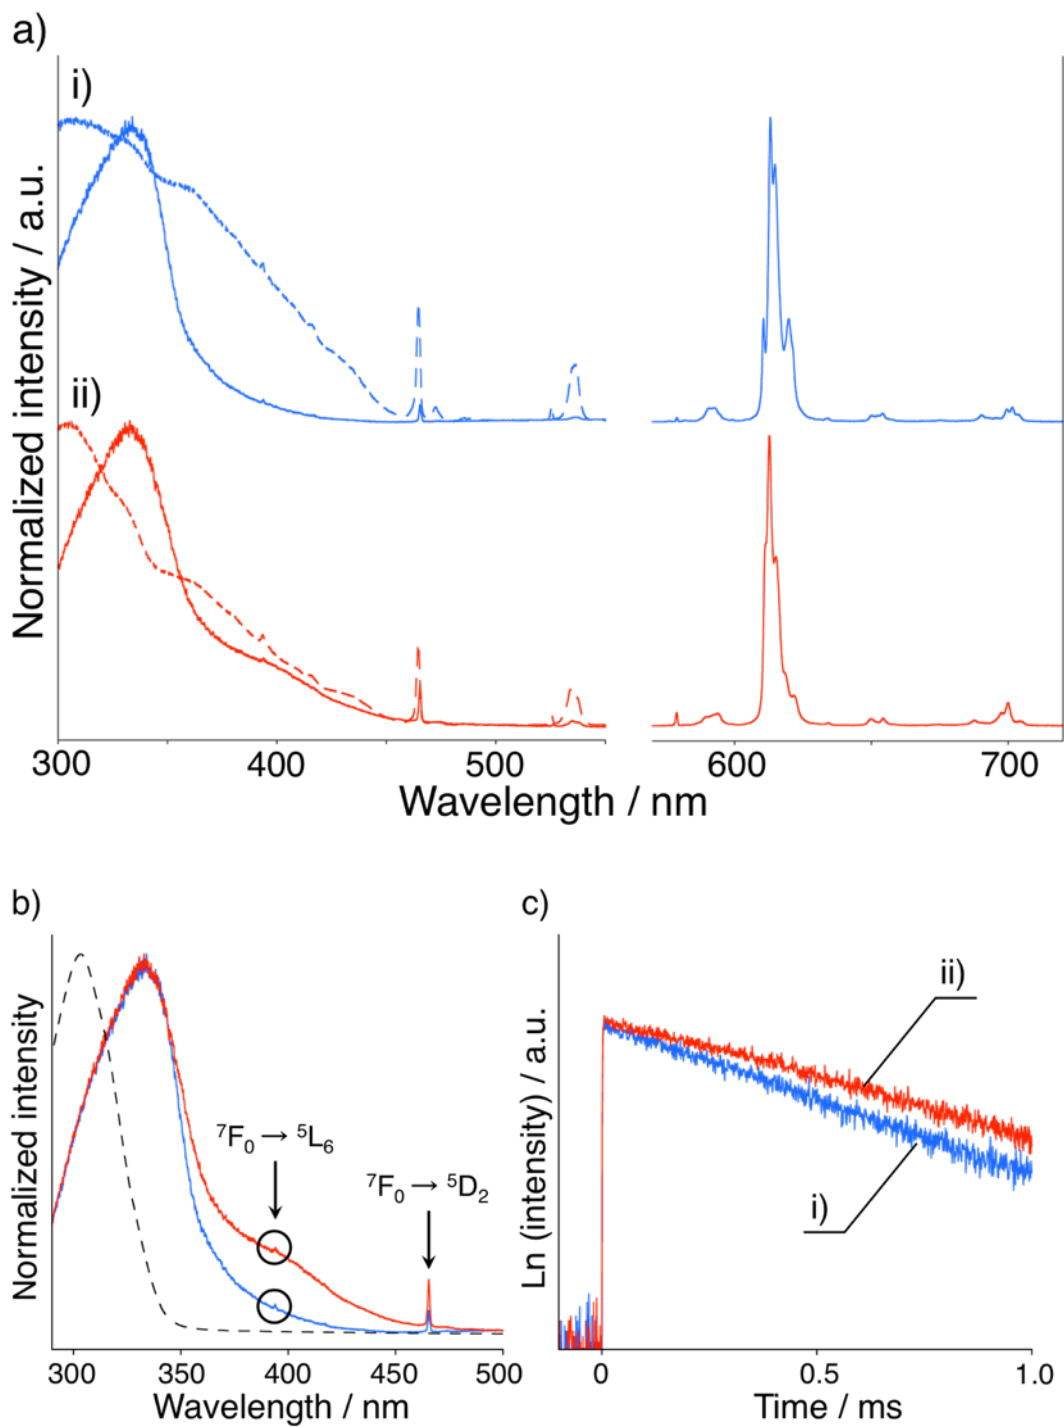 a)
i)
ii)
Normalized intensity / a.u.
300 400 500 600 700
Wavelength / nm
b)
⁷F₀ → ⁵L₆
⁷F₀ → ⁵D₂
Normalized intensity
300 350 400 450 500
Wavelength / nm
c)
ii)
i)
Ln (intensity) / a.u.
0 0.5 1.0
Time / ms